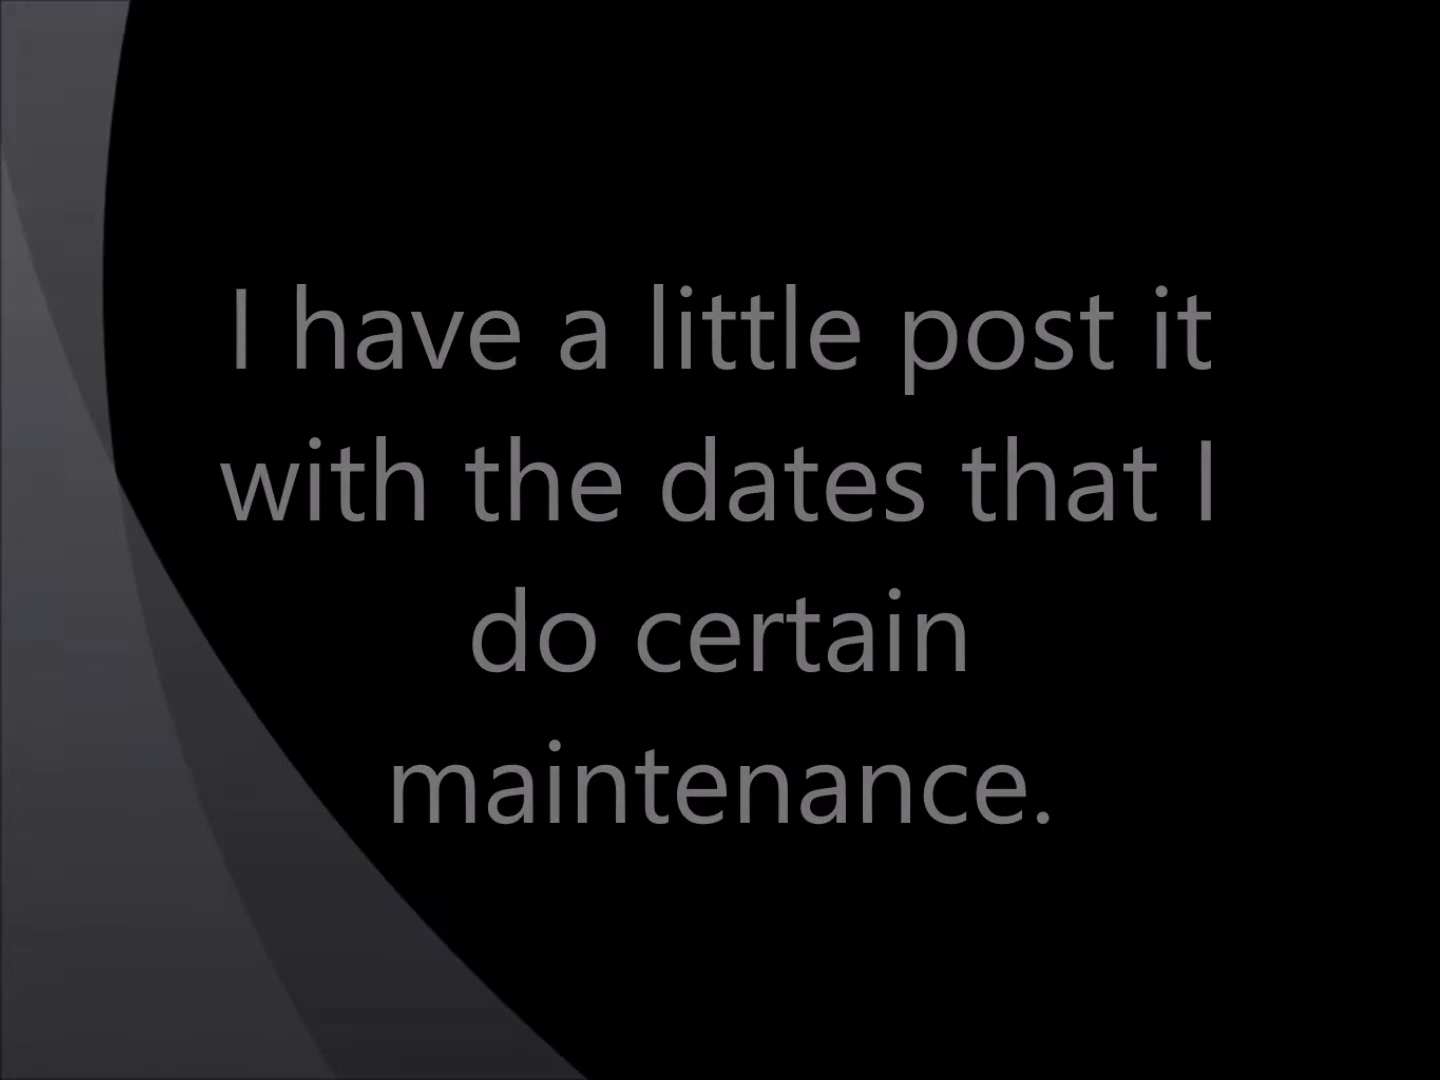 I have a little post it
with the dates that I
do certain
maintenance.